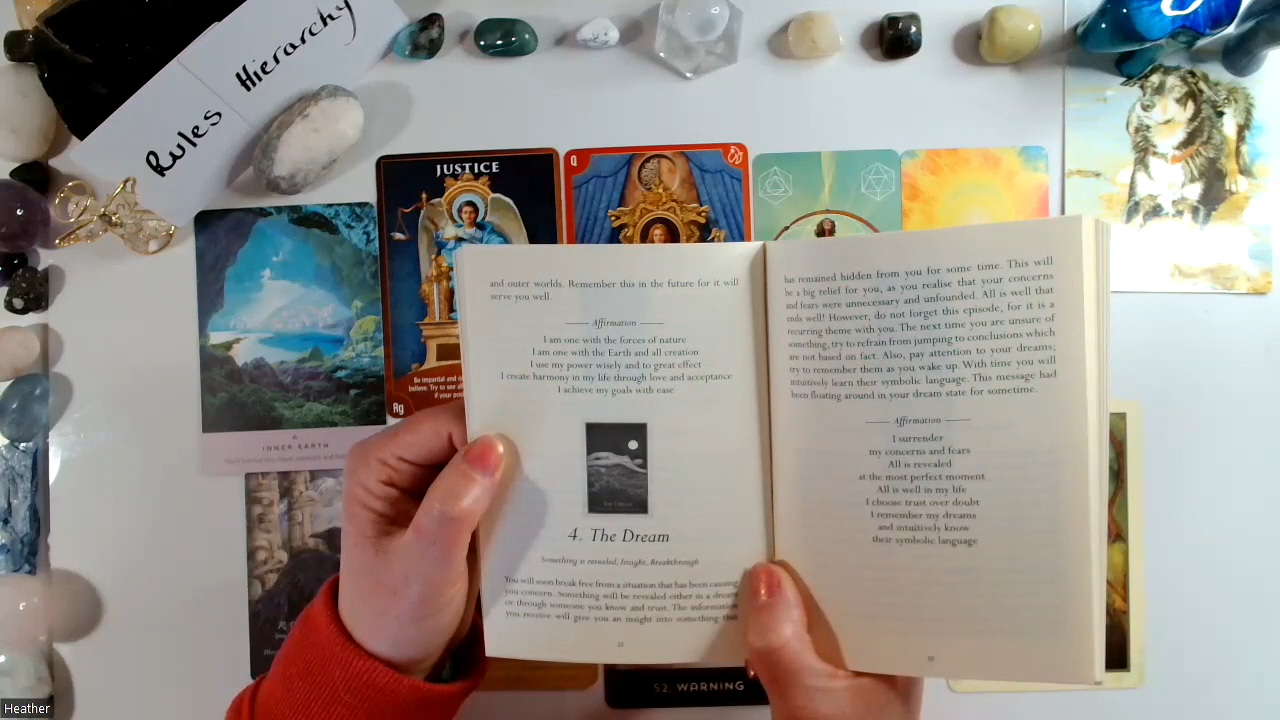 Rules Hierarchy
JUSTICE
Q
Be impartial and
believe. Try to see al
if your pos
Rg
INNER EARTH
and outer worlds. Remember this in the future for it will
serve you well.
Affirmation
I am one with the forces of nature
I am one with the Earth and all creation
I use my power wisely and to great effect
I create harmony in my life through love and acceptance
I achieve my goals with ease
The Dream
4. The Dream
Something is revealed, Insight, Breakthrough
You will soon break free from a situation that has been causing
you concern. Something will be revealed either in a dream
or through someone you know and trust. The information
you receive will give you an insight into something that
has remained hidden from you for some time. This will
be a big relief for you, as you realise that your concerns
and fears were unnecessary and unfounded. All is well that
ends well! However, do not forget this episode, for it is a
recurring theme with you. The next time you are unsure of
something, try to refrain from jumping to conclusions which
are not based on fact. Also, pay attention to your dreams;
try to remember them as you wake up. With time you will
intuitively learn their symbolic language. This message had
been floating around in your dream state for sometime.
Affirmation
I surrender
my concerns and fears
All is revealed
at the most perfect moment
All is well in my life
I choose trust over doubt
I remember my dreams
and intuitively know
their symbolic language
52. WARNING
Heather